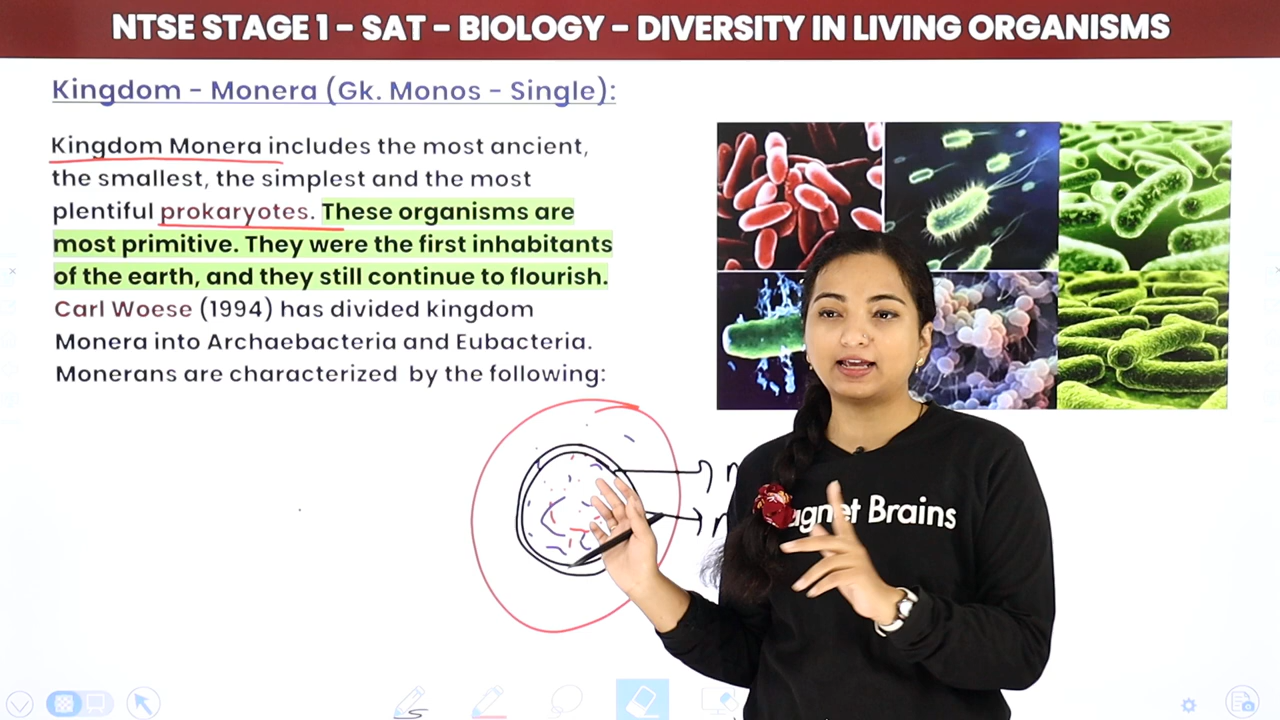 NTSE STAGE 1 – SAT – BIOLOGY – DIVERSITY IN LIVING ORGANISMS
Kingdom – Monera (Gk. Monos – Single):
Kingdom Monera includes the most ancient,
the smallest, the simplest and the most
plentiful prokaryotes. These organisms are
most primitive. They were the first inhabitants
of the earth, and they still continue to flourish.
Carl Woese (1994) has divided kingdom
Monera into Archaebacteria and Eubacteria.
Monerans are characterized by the following:
agnet Brains